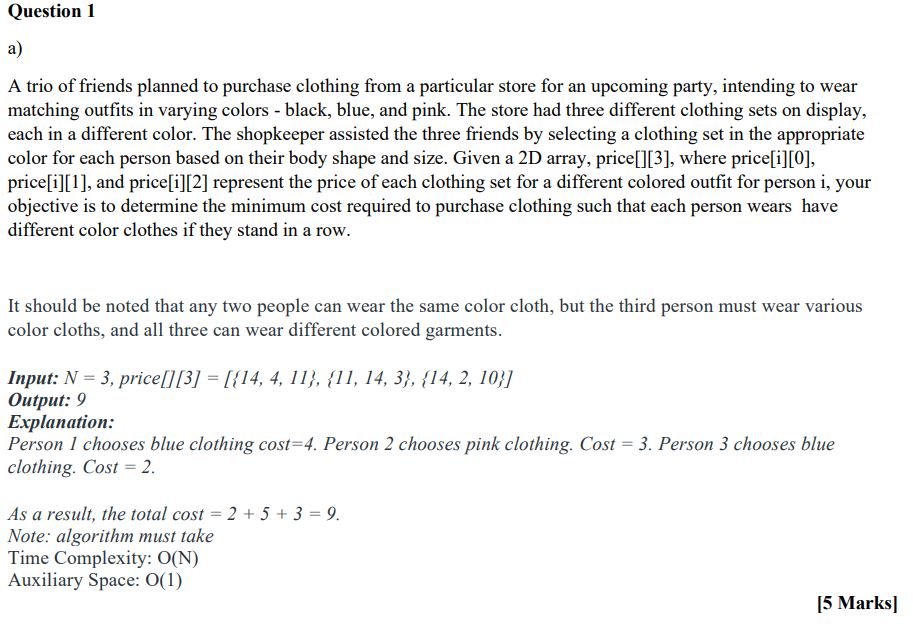 Question 1
a)
A trio of friends planned to purchase clothing from a particular store for an upcoming party, intending to wear
matching outfits in varying colors - black, blue, and pink. The store had three different clothing sets on display,
each in a different color. The shopkeeper assisted the three friends by selecting a clothing set in the appropriate
color for each person based on their body shape and size. Given a 2D array, price[][3], where price[i][0],
price[i][1], and price[i][2] represent the price of each clothing set for a different colored outfit for person i, your
objective is to determine the minimum cost required to purchase clothing such that each person wears  have
different color clothes if they stand in a row.
It should be noted that any two people can wear the same color cloth, but the third person must wear various
color cloths, and all three can wear different colored garments.
Input: N = 3, price[][3] = [{14, 4, 11}, {11, 14, 3}, {14, 2, 10}]
Output: 9
Explanation:
Person 1 chooses blue clothing cost=4. Person 2 chooses pink clothing. Cost = 3. Person 3 chooses blue
clothing. Cost = 2.
As a result, the total cost = 2 + 5 + 3 = 9.
Note: algorithm must take
Time Complexity: O(N)
Auxiliary Space: O(1)
[5 Marks]